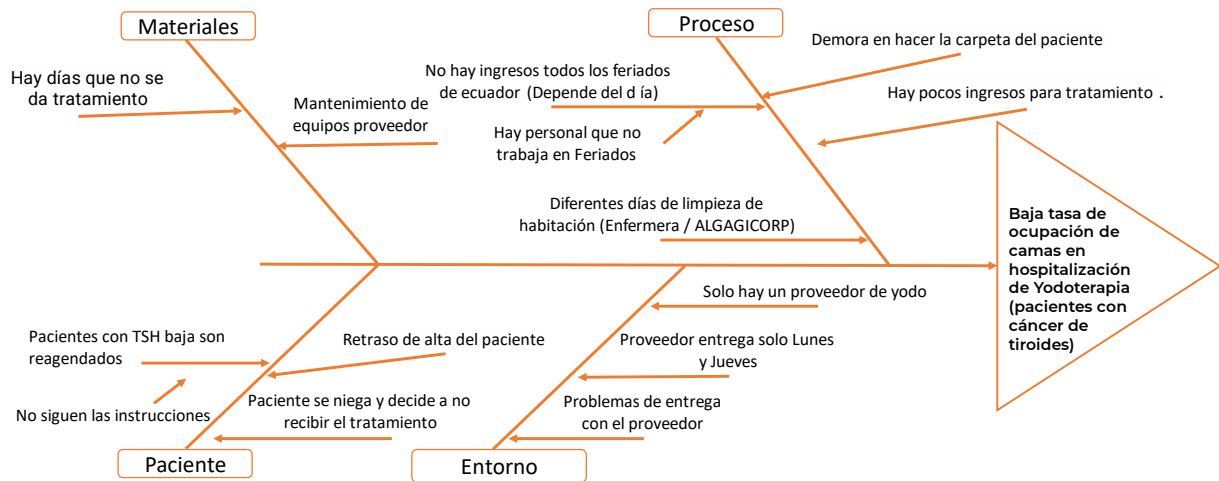 Materiales
Proceso
Demora en hacer la carpeta del paciente
Hay días que no se
da tratamiento
No hay ingresos todos los feriados
de ecuador (Depende del d ía)
Hay pocos ingresos para tratamiento .
Mantenimiento de
equipos proveedor
Hay personal que no
trabaja en Feriados
Diferentes días de limpieza de
habitación (Enfermera / ALGAGICORP)
Baja tasa de
ocupación de
camas en
hospitalización
de Yodoterapia
(pacientes con
cáncer de
tiroides)
Solo hay un proveedor de yodo
Pacientes con TSH baja son
reagendados
Retraso de alta del paciente
Proveedor entrega solo Lunes
y Jueves
No siguen las instrucciones
Paciente se niega y decide a no
recibir el tratamiento
Problemas de entrega
con el proveedor
Paciente
Entorno